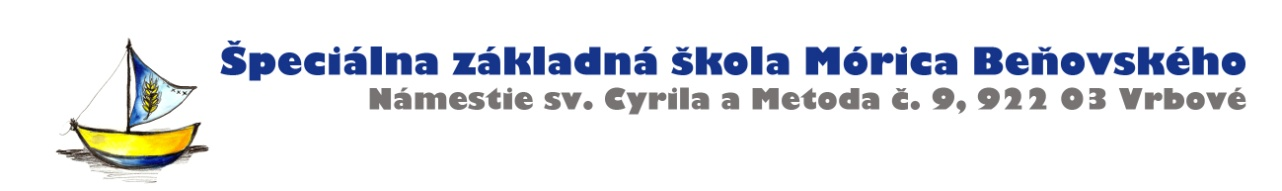 Špeciálna základná škola Mórica Beňovského
Námestie sv. Cyrila a Metoda č. 9, 922 03 Vrbové